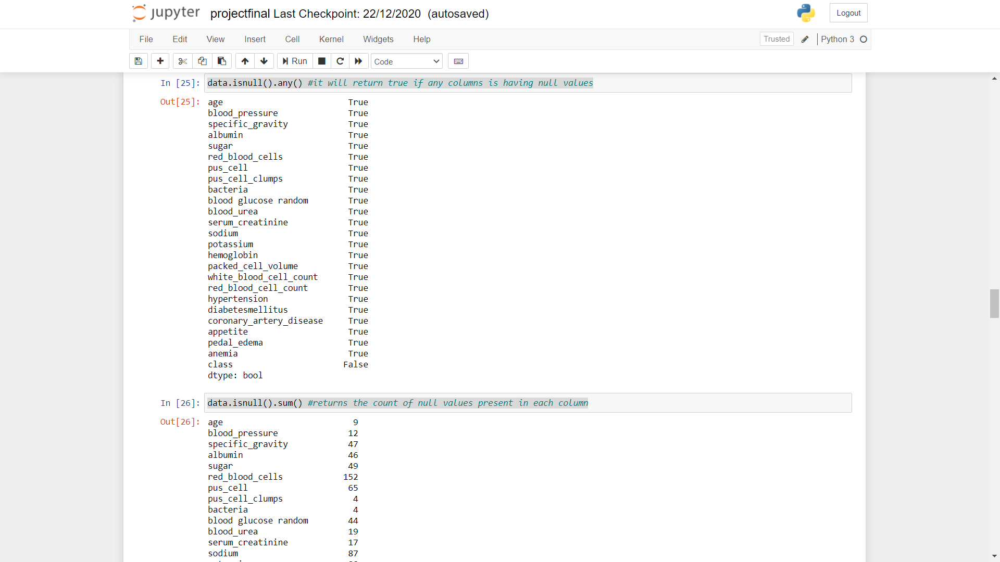 jupyter projectfinal Last Checkpoint: 22/12/2020 (autosaved) Logout
File Edit View Insert Cell Kernel Widgets Help Trusted Python 3
Run Code
In [25]: data.isnull().any() #it will return true if any columns is having null values
Out[25]: age True
blood_pressure True
specific_gravity True
albumin True
sugar True
red_blood_cells True
pus_cell True
pus_cell_clumps True
bacteria True
blood glucose random True
blood_urea True
serum_creatinine True
sodium True
potassium True
hemoglobin True
packed_cell_volume True
white_blood_cell_count True
red_blood_cell_count True
hypertension True
diabetesmellitus True
coronary_artery_disease True
appetite True
pedal_edema True
anemia True
class False
dtype: bool
In [26]: data.isnull().sum() #returns the count of null values present in each column
Out[26]: age 9
blood_pressure 12
specific_gravity 47
albumin 46
sugar 49
red_blood_cells 152
pus_cell 65
pus_cell_clumps 4
bacteria 4
blood glucose random 44
blood_urea 19
serum_creatinine 17
sodium 87